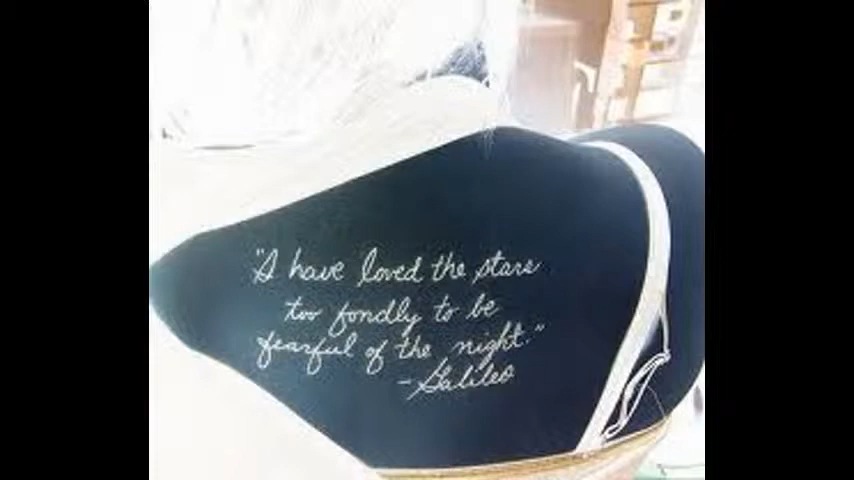 "I have loved the stars
too fondly to be
fearful of the night."
-Galileo